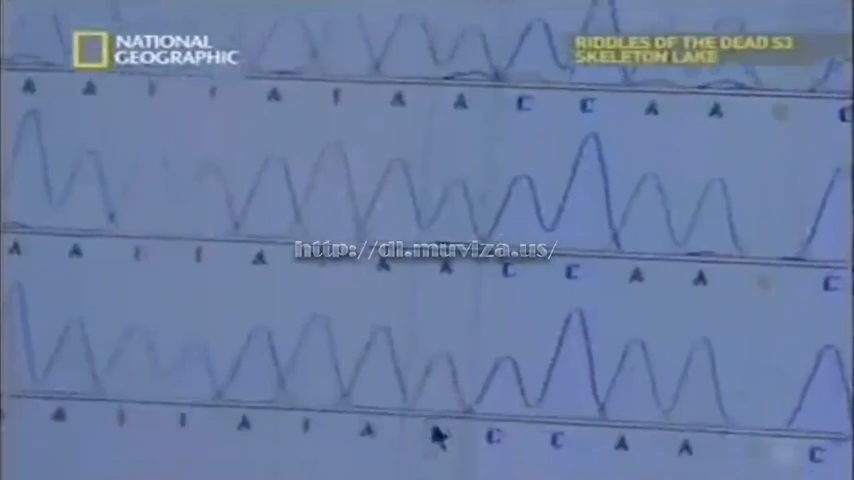 NATIONAL
GEOGRAPHIC
RIDDLES OF THE DEAD S3
SKELETON LAKE
A A T T A T A A C C A A C
http://dl.muviza.us/
A A T T A A A C C A A C
A T T A T A C C A A C